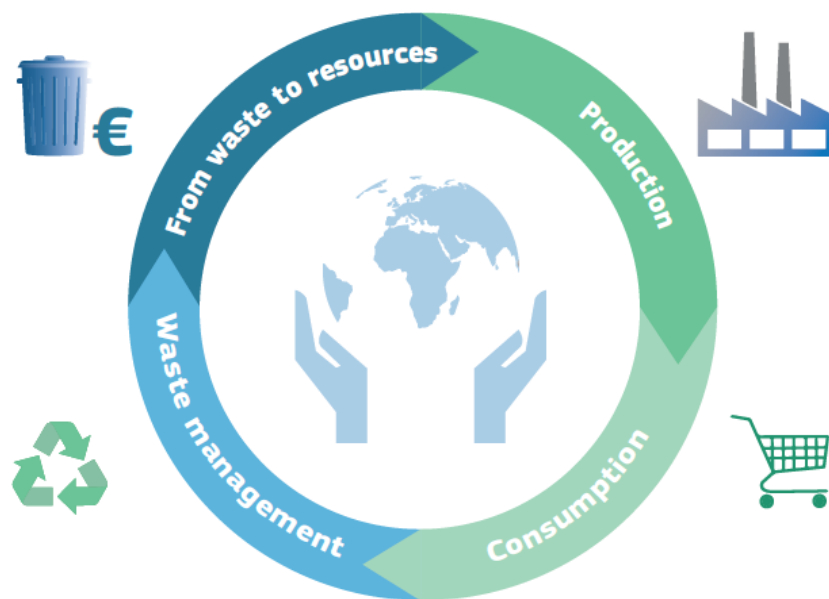 From waste to resources
Production
€
Waste management
Consumption